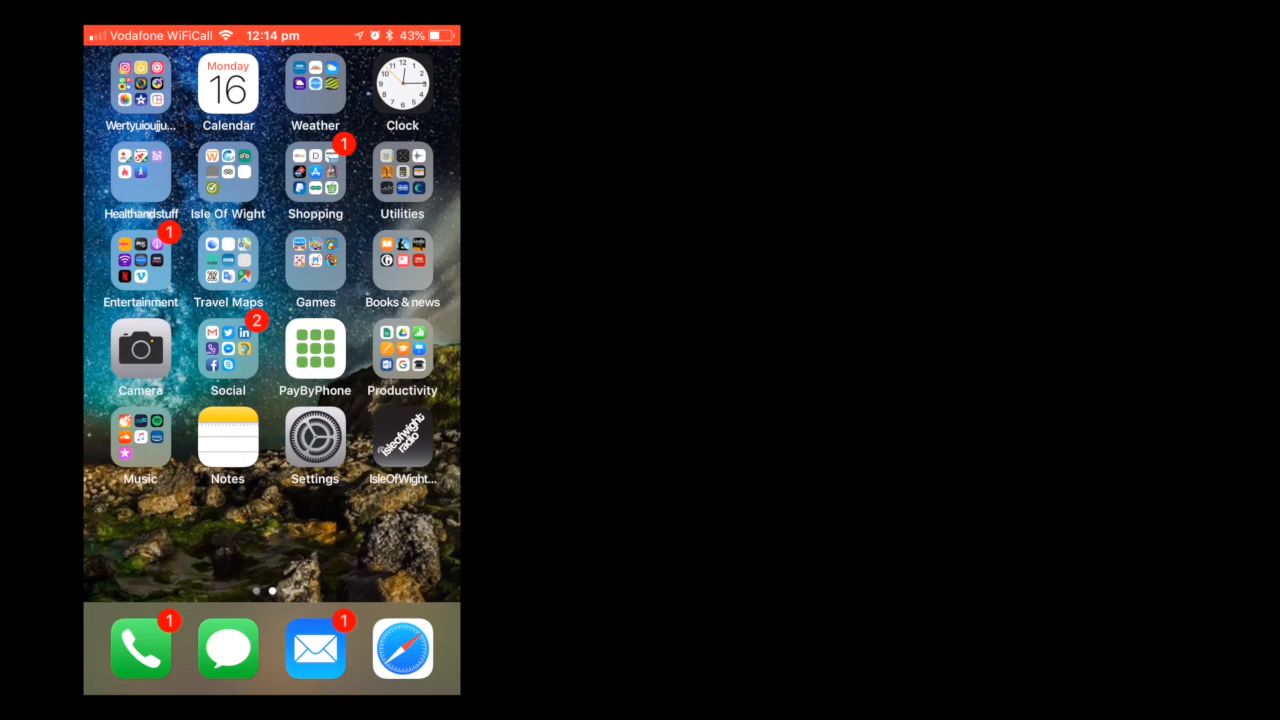 Vodafone WiFiCall 12:14 pm 43%
Monday
16
Wertyuioujju... Calendar Weather Clock
1
Healthandstuff Isle Of Wight Shopping Utilities
1
Entertainment Travel Maps Games Books & news
2
Camera Social PayByPhone Productivity
isleofwight
radio
Music Notes Settings IsleOfWight...
1 1